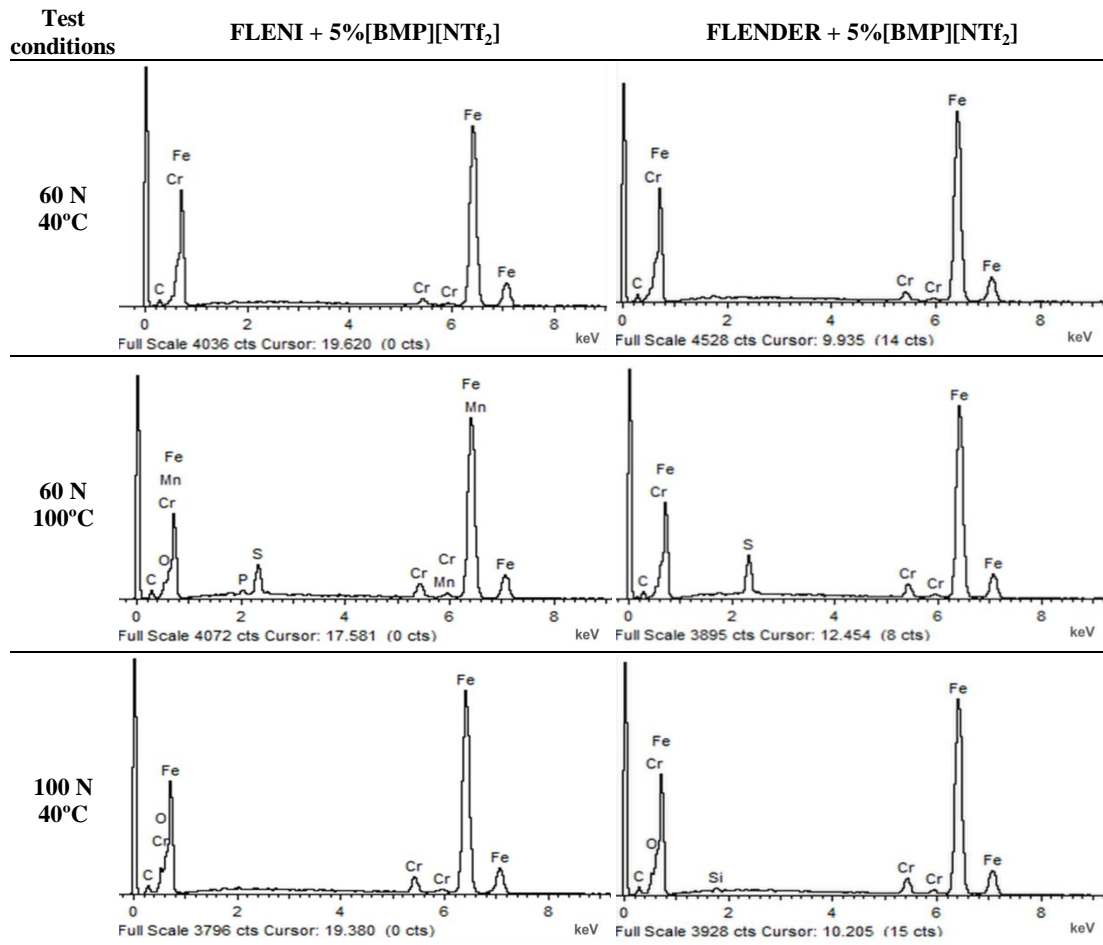 Test conditions FLENI + 5%[BMP][NTf₂] FLENDER + 5%[BMP][NTf₂]
60 N
40ºC
Fe
Fe
Cr
C
Cr
Cr
Fe
0 2 4 6 8
keV
Full Scale 4036 cts Cursor: 19.620 (0 cts)
Fe
Fe
Cr
C
Cr
Cr
Fe
0 2 4 6 8
keV
Full Scale 4528 cts Cursor: 9.935 (14 cts)
60 N
100ºC
Fe
Mn
Fe
Mn
Cr
O
C
P
S
Cr
Cr
Mn
Fe
0 2 4 6 8
keV
Full Scale 4072 cts Cursor: 17.581 (0 cts)
Fe
Fe
Cr
C
S
Cr
Cr
Fe
0 2 4 6 8
keV
Full Scale 3895 cts Cursor: 12.454 (8 cts)
100 N
40ºC
Fe
Fe
O
Cr
C
Cr
Cr
Fe
0 2 4 6 8
keV
Full Scale 3796 cts Cursor: 19.380 (0 cts)
Fe
Fe
Cr
O
C
Si
Cr
Cr
Fe
0 2 4 6 8
keV
Full Scale 3928 cts Cursor: 10.205 (15 cts)